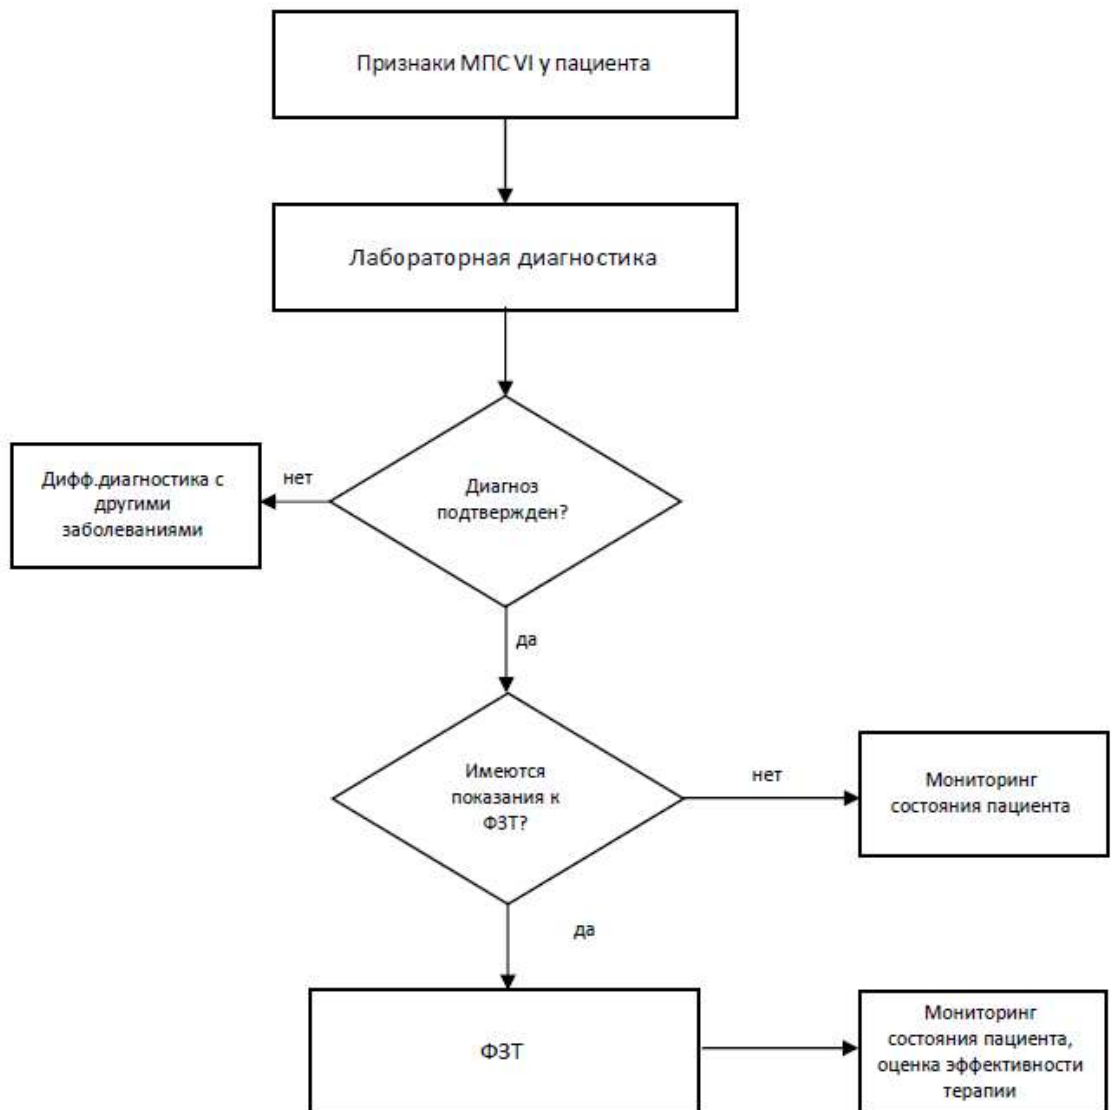 Признаки МПС VI у пациента
Лабораторная диагностика
Диагноз
подтвержден?
нет
Дифф.диагностика с
другими
заболеваниями
да
Имеются
показания к
ФЗТ?
нет
Мониторинг
состояния пациента
да
ФЗТ
Мониторинг
состояния пациента,
оценка эффективности
терапии